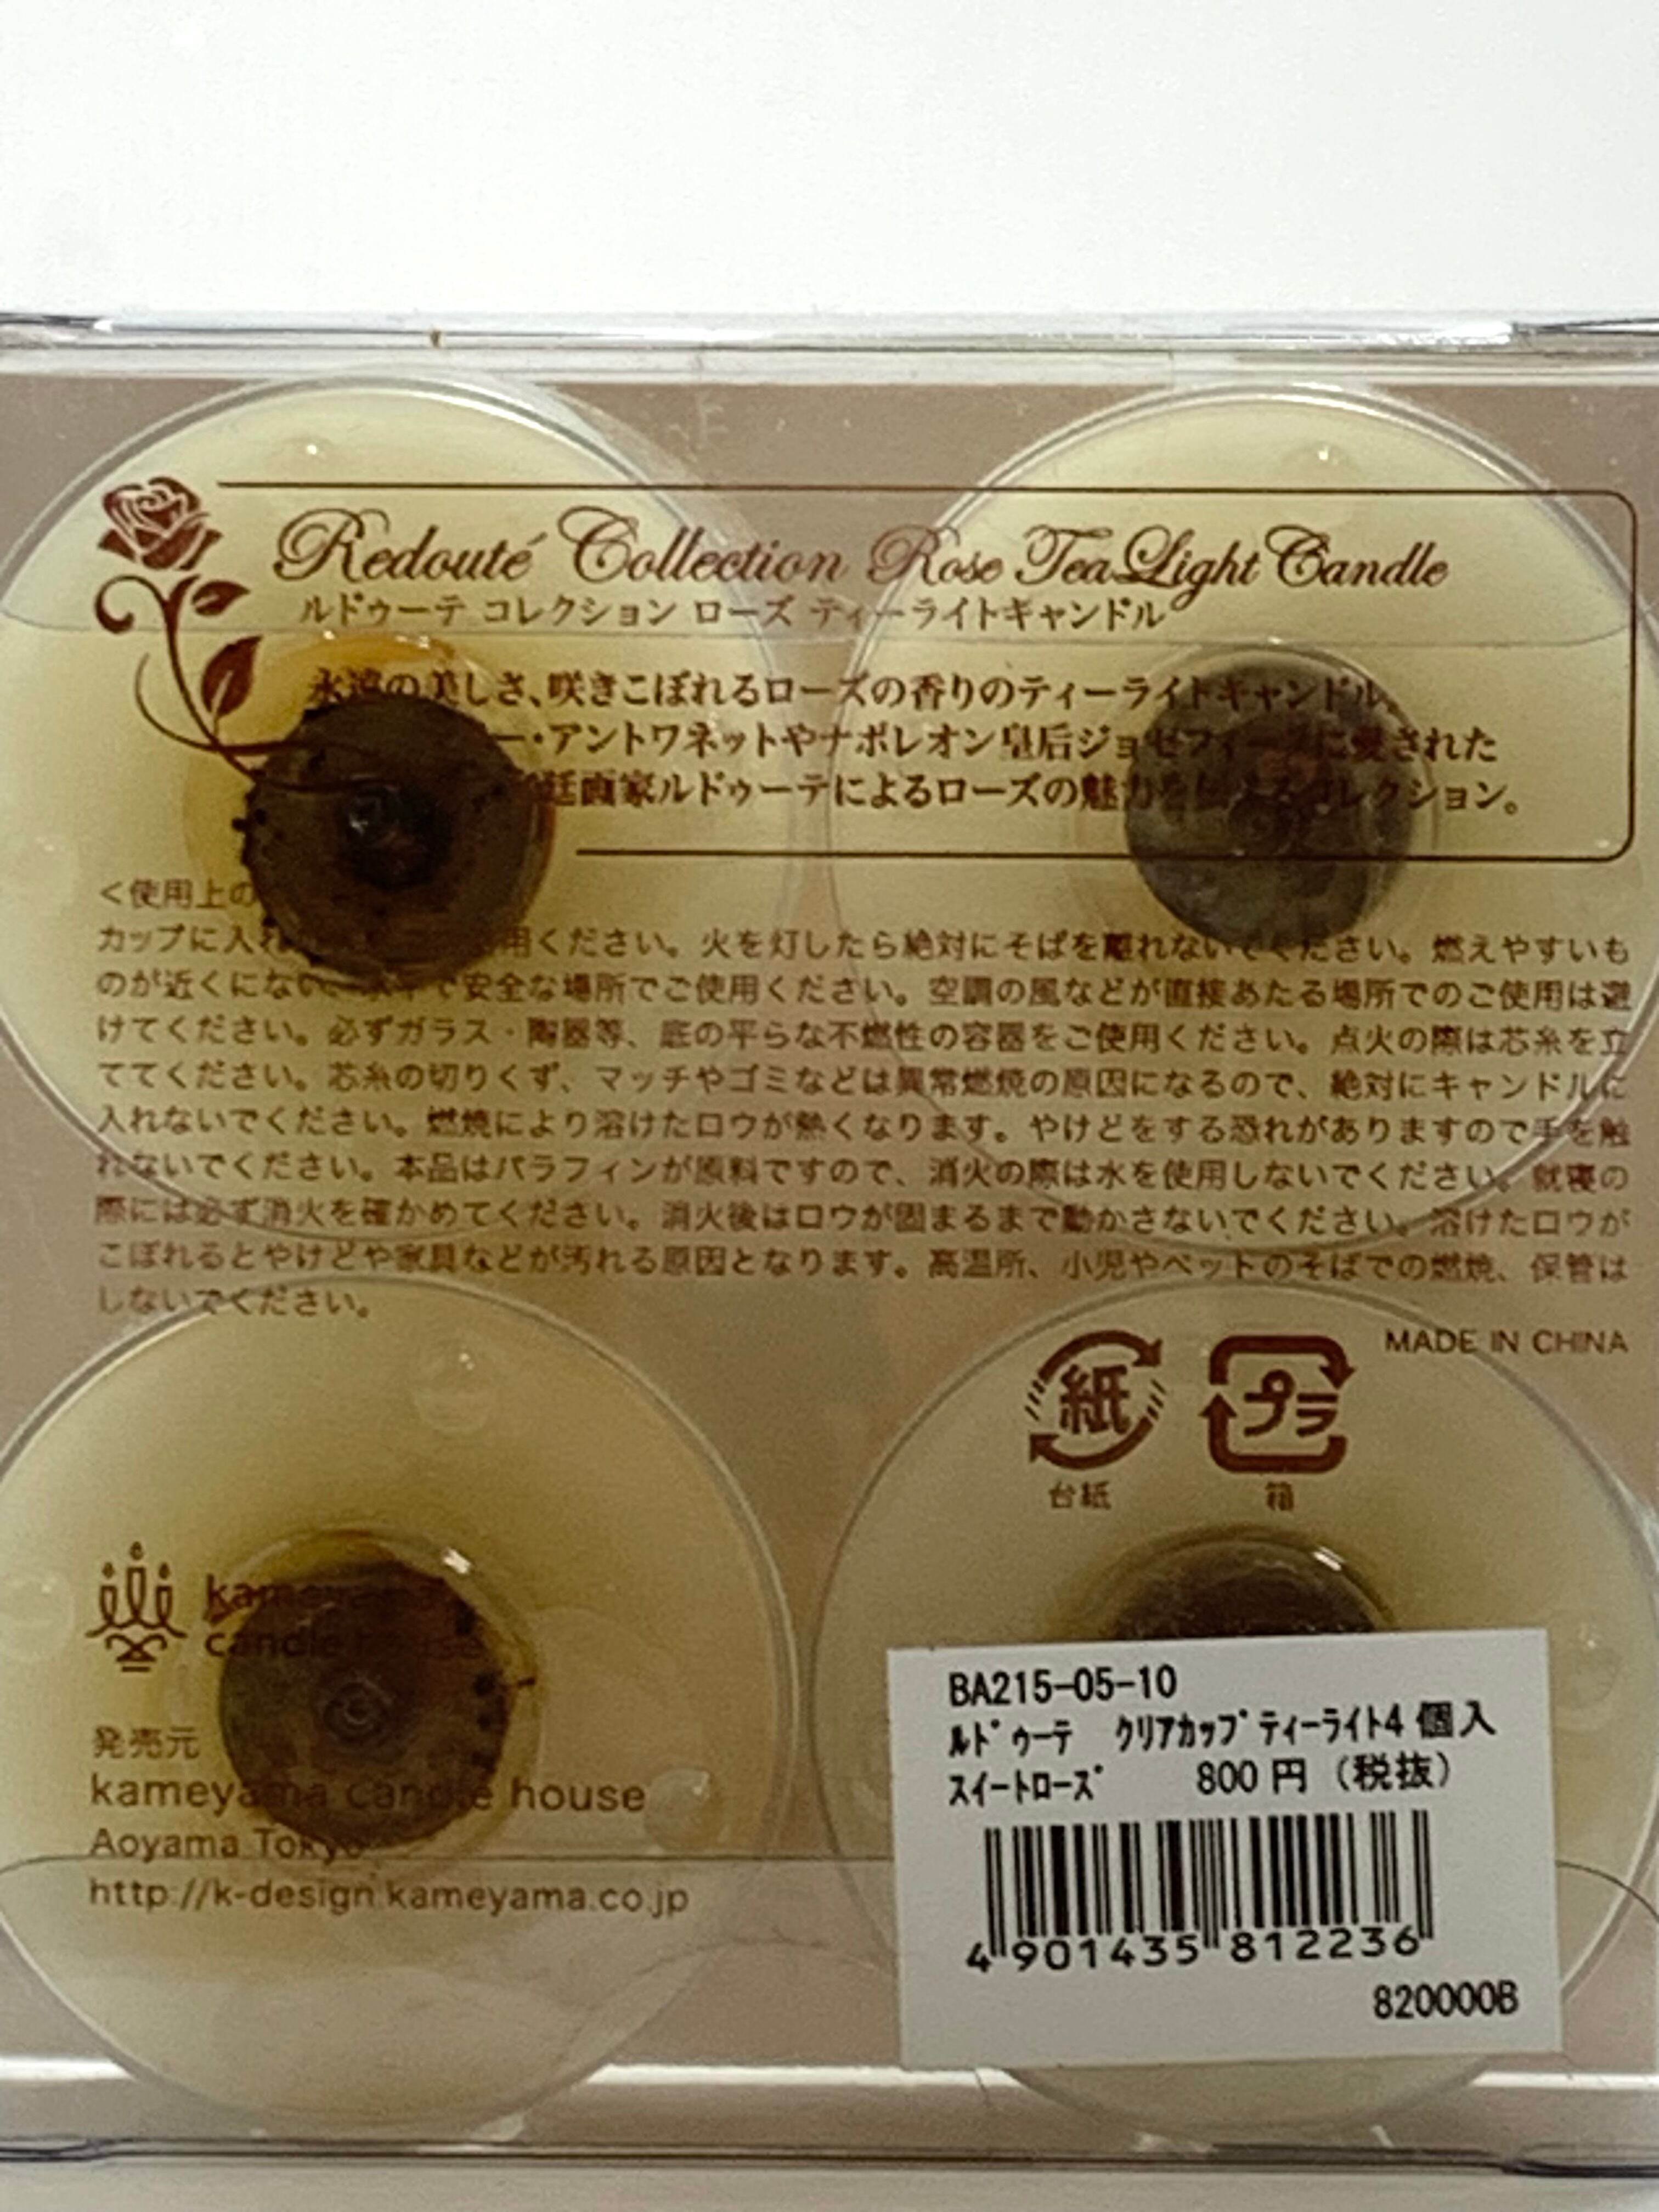 Redouté Collection Rose Tea Light Candle
ルドゥーテ コレクション ローズ ティーライトキャンドル
永遠の美しさ、咲きこぼれるローズの香りのティーライトキャンドル。
ー・アントワネットやナポレオン皇后ジョゼフィーヌに愛された
廷画家ルドゥーテによるローズの魅力を伝えるコレクション。
<使用上の
カップに入れ 用ください。火を灯したら絶対にそばを離れないでください。燃えやすいも
のが近くにない、水平で安全な場所でご使用ください。空調の風などが直接あたる場所でのご使用は避
けてください。必ずガラス・陶器等、底の平らな不燃性の容器をご使用ください。点火の際は芯糸を立
ててください。芯糸の切りくず、マッチやゴミなどは異常燃焼の原因になるので、絶対にキャンドルに
入れないでください。燃焼により溶けたロウが熱くなります。やけどをする恐れがありますので手を触
れないでください。本品はパラフィンが原料ですので、消火の際は水を使用しないでください。就寝の
際には必ず消火を確かめてください。消火後はロウが固まるまで動かさないでください。溶けたロウが
こぼれるとやけどや家具などが汚れる原因となります。高温所、小児やペットのそばでの燃焼、保管は
しないでください。
MADE IN CHINA
紙 プラ
台紙 箱
kameyama
candle house
発売元
kameyama candle house
Aoyama Tokyo
http://k-design.kameyama.co.jp
BA215-05-10
ﾙﾄﾞｩｰﾃ ｸﾘｱｶｯﾌﾟﾃｨｰﾗｲﾄ4個入
ｽｲｰﾄﾛｰｽﾞ 800円（税抜）
4901435812236
820000B